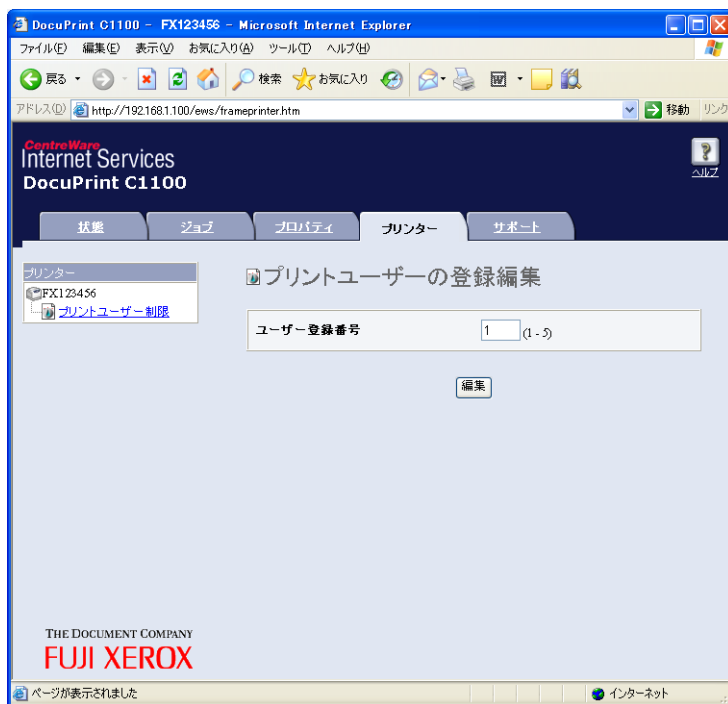 DocuPrint C1100 - FX123456 - Microsoft Internet Explorer
ファイル(F) 編集(E) 表示(V) お気に入り(A) ツール(T) ヘルプ(H)
戻る 検索 お気に入り
アドレス(D) http://192.168.1.100/ews/frameprinter.htm 移動 リンク
CentreWare
Internet Services
DocuPrint C1100
ヘルプ
状態 ジョブ プロパティ プリンター サポート
プリンター
FX123456
プリントユーザー制限
プリントユーザーの登録編集
ユーザー登録番号 1 (1 - 5)
編集
THE DOCUMENT COMPANY
FUJI XEROX
ページが表示されました インターネット